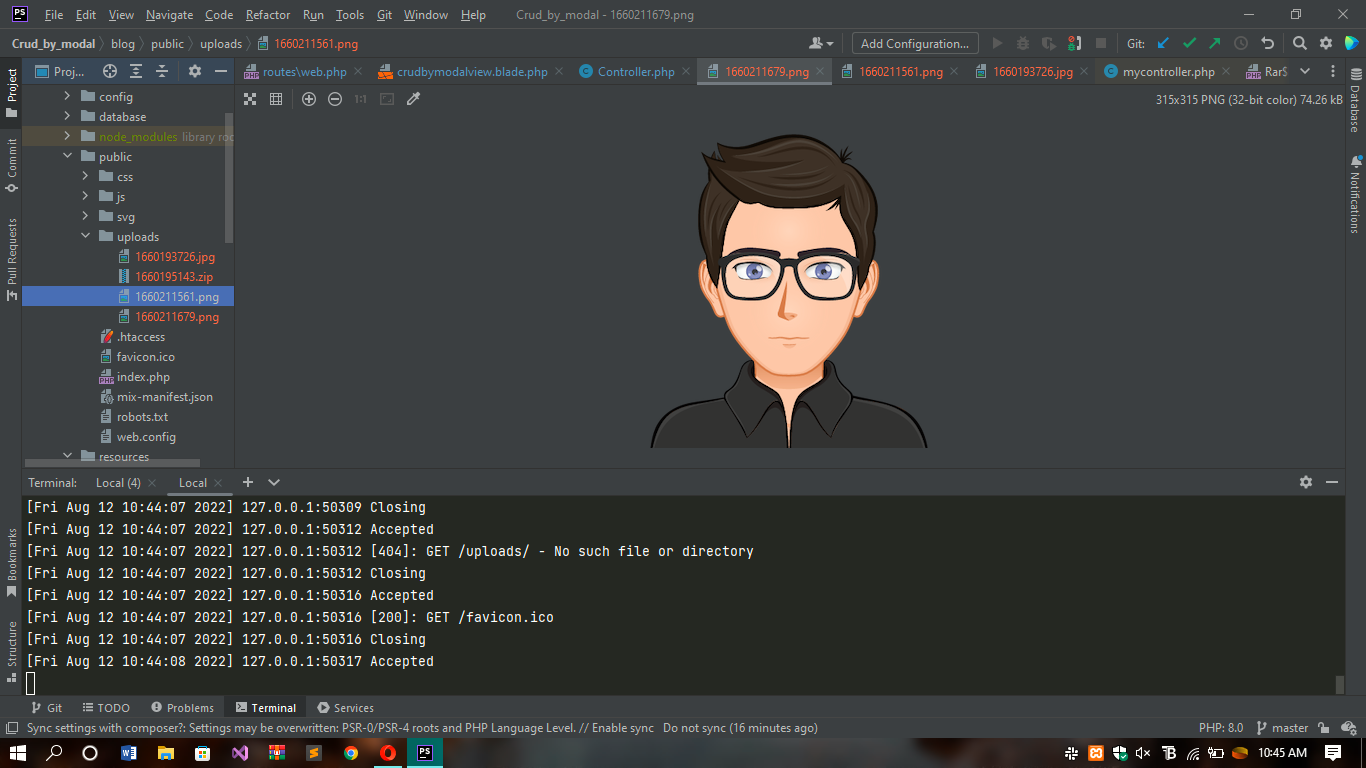 PS File Edit View Navigate Code Refactor Run Tools Git Window Help Crud_by_modal - 1660211679.png
Crud_by_modal blog public uploads 1660211561.png Add Configuration... Git:
Project Proj... routes\web.php crudbymodalview.blade.php Controller.php 1660211679.png 1660211561.png 1660193726.jpg mycontroller.php Rar$
1:1 315x315 PNG (32-bit color) 74.26 kB
config
database
node_modules library roo
public
css
js
svg
uploads
1660193726.jpg
1660195143.zip
1660211561.png
1660211679.png
.htaccess
favicon.ico
index.php
mix-manifest.json
robots.txt
web.config
resources
Commit
Pull Requests
Bookmarks
Structure
Database
Notifications
Terminal: Local (4) Local
[Fri Aug 12 10:44:07 2022] 127.0.0.1:50309 Closing
[Fri Aug 12 10:44:07 2022] 127.0.0.1:50312 Accepted
[Fri Aug 12 10:44:07 2022] 127.0.0.1:50312 [404]: GET /uploads/ - No such file or directory
[Fri Aug 12 10:44:07 2022] 127.0.0.1:50312 Closing
[Fri Aug 12 10:44:07 2022] 127.0.0.1:50316 Accepted
[Fri Aug 12 10:44:07 2022] 127.0.0.1:50316 [200]: GET /favicon.ico
[Fri Aug 12 10:44:07 2022] 127.0.0.1:50316 Closing
[Fri Aug 12 10:44:08 2022] 127.0.0.1:50317 Accepted
Git TODO Problems Terminal Services
Sync settings with composer?: Settings may be overwritten: PSR-0/PSR-4 roots and PHP Language Level. // Enable sync Do not sync (16 minutes ago) PHP: 8.0 master
PS 10:45 AM